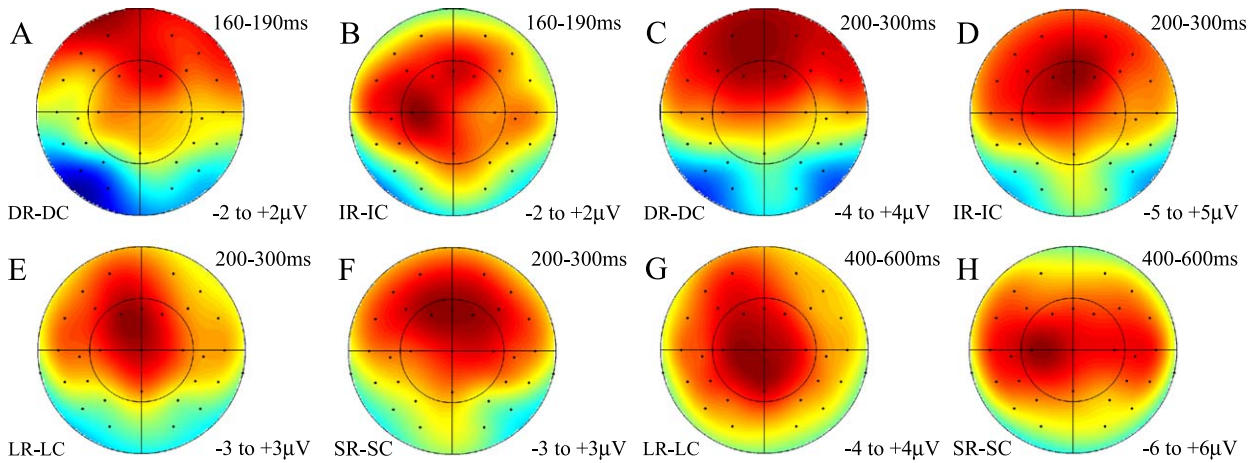 A 160-190ms
DR-DC -2 to +2µV
B 160-190ms
IR-IC -2 to +2µV
C 200-300ms
DR-DC -4 to +4µV
D 200-300ms
IR-IC -5 to +5µV
E 200-300ms
LR-LC -3 to +3µV
F 200-300ms
SR-SC -3 to +3µV
G 400-600ms
LR-LC -4 to +4µV
H 400-600ms
SR-SC -6 to +6µV